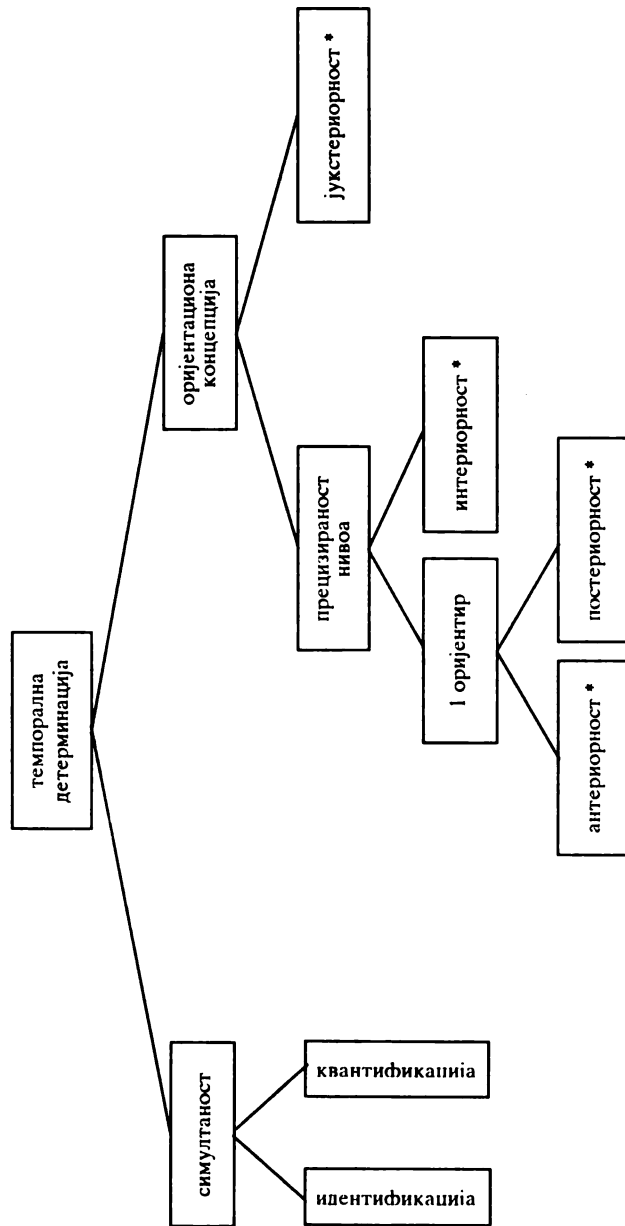 темпорална
детерминација
симултаност
оријентациона
концепција
идентификација
квантификација
прецизираност
нивоа
јукстериорност *
1 оријентир
интериорност *
антериорност *
постериорност *